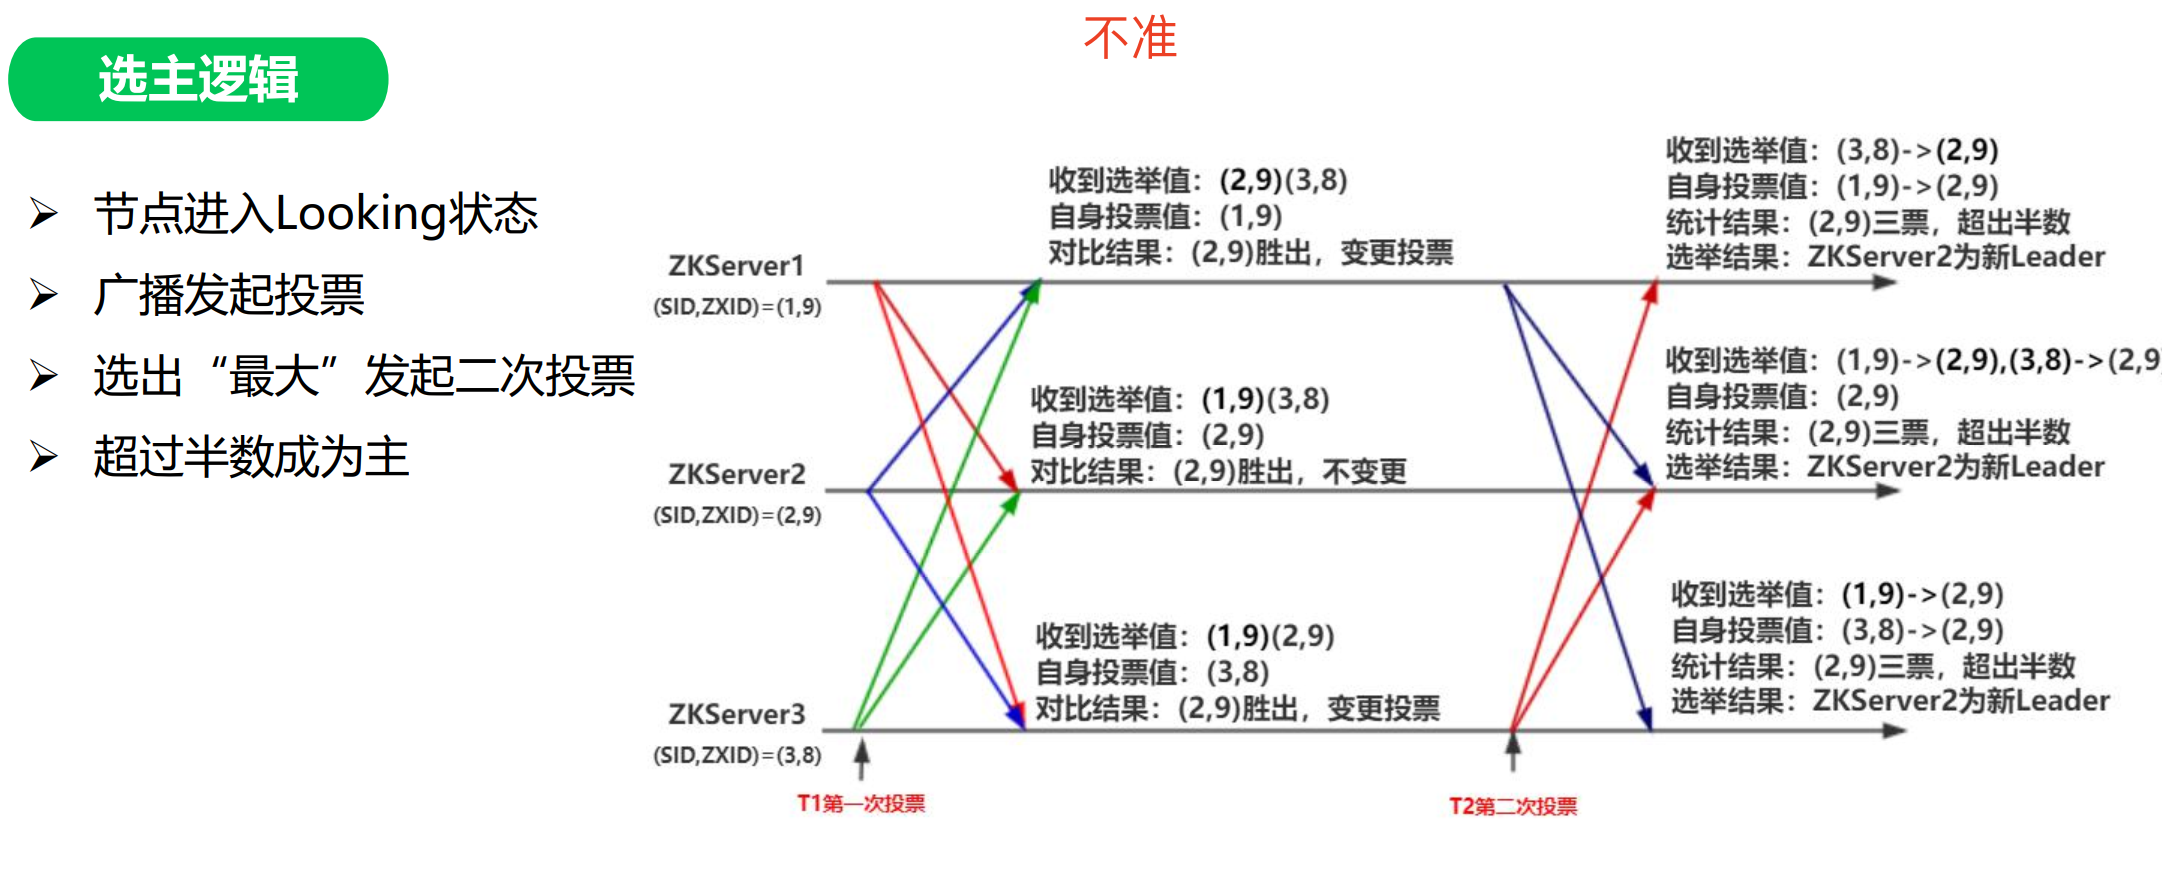 不准
选主逻辑
节点进入Looking状态
广播发起投票
选出“最大”发起二次投票
超过半数成为主
收到选举值：(2,9)(3,8)
自身投票值：(1,9)
对比结果：(2,9)胜出，变更投票
收到选举值：(3,8)->(2,9)
自身投票值：(1,9)->(2,9)
统计结果：(2,9)三票，超出半数
选举结果：ZKServer2为新Leader
ZKServer1
(SID,ZXID)=(1,9)
收到选举值：(1,9)(3,8)
自身投票值：(2,9)
对比结果：(2,9)胜出，不变更
收到选举值：(1,9)->(2,9),(3,8)->(2,9
自身投票值：(2,9)
统计结果：(2,9)三票，超出半数
选举结果：ZKServer2为新Leader
ZKServer2
(SID,ZXID)=(2,9)
收到选举值：(1,9)(2,9)
自身投票值：(3,8)
对比结果：(2,9)胜出，变更投票
收到选举值：(1,9)->(2,9)
自身投票值：(3,8)->(2,9)
统计结果：(2,9)三票，超出半数
选举结果：ZKServer2为新Leader
ZKServer3
(SID,ZXID)=(3,8)
T1第一次投票
T2第二次投票